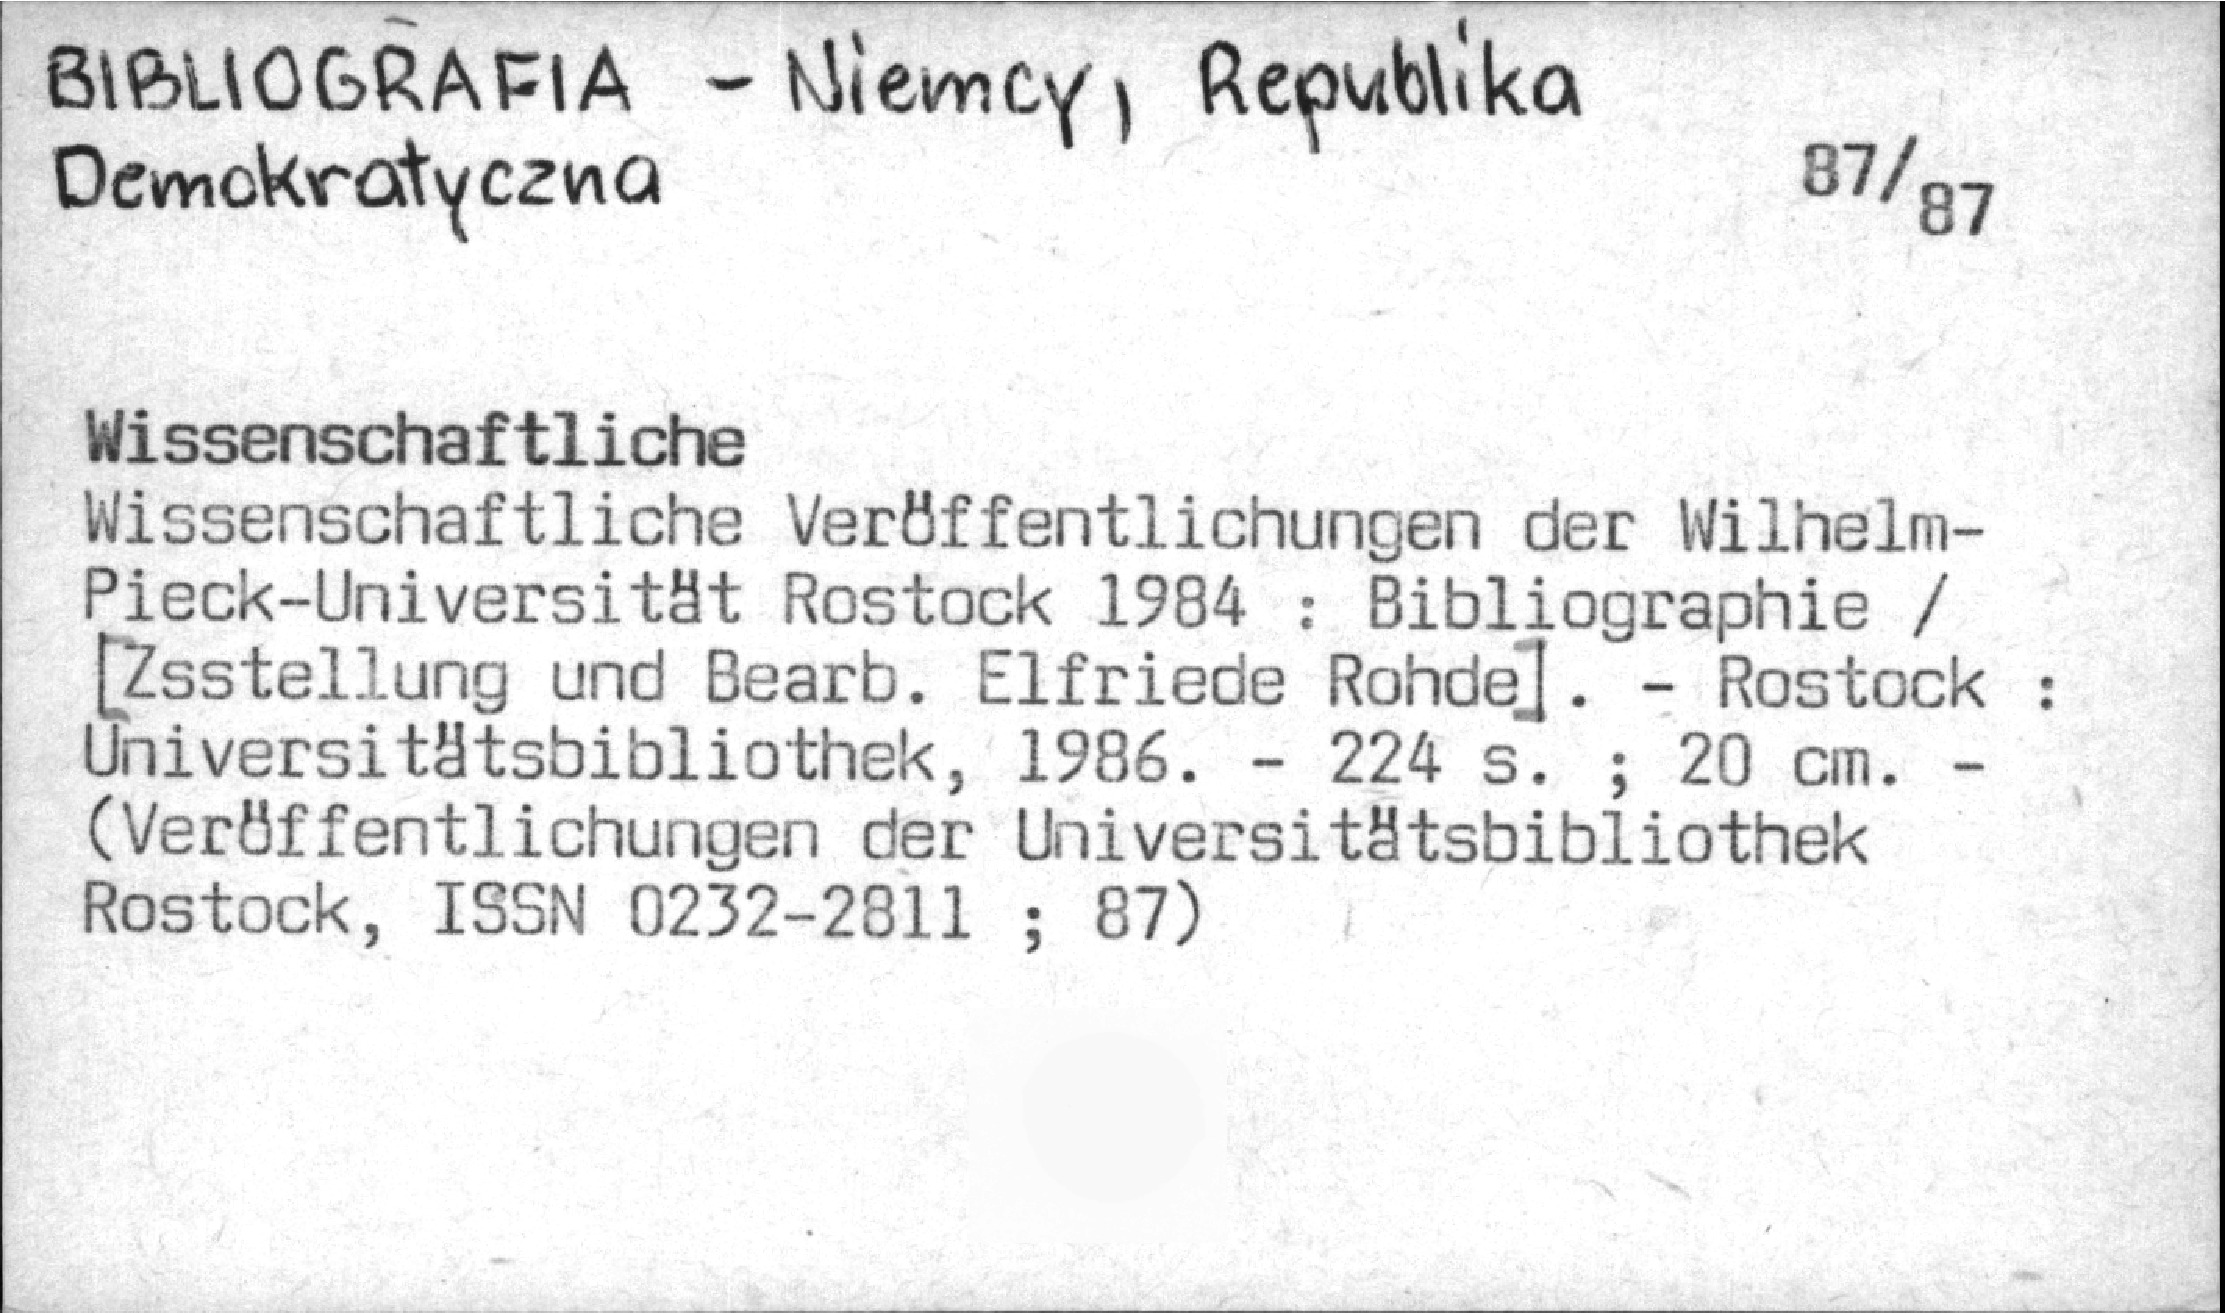 BIBLIOGRAFIA - Niemcy, Republika
Demokratyczna
87/87
Wissenschaftliche
Wissenschaftliche Veröffentlichungen der Wilhelm-
Pieck-Universität Rostock 1984 : Bibliographie /
[Zsstellung und Bearb. Elfriede Rohde]. - Rostock :
Universitätsbibliothek, 1986. - 224 s. ; 20 cm. -
(Veröffentlichungen der Universitätsbibliothek
Rostock, ISSN 0232-2811 ; 87)